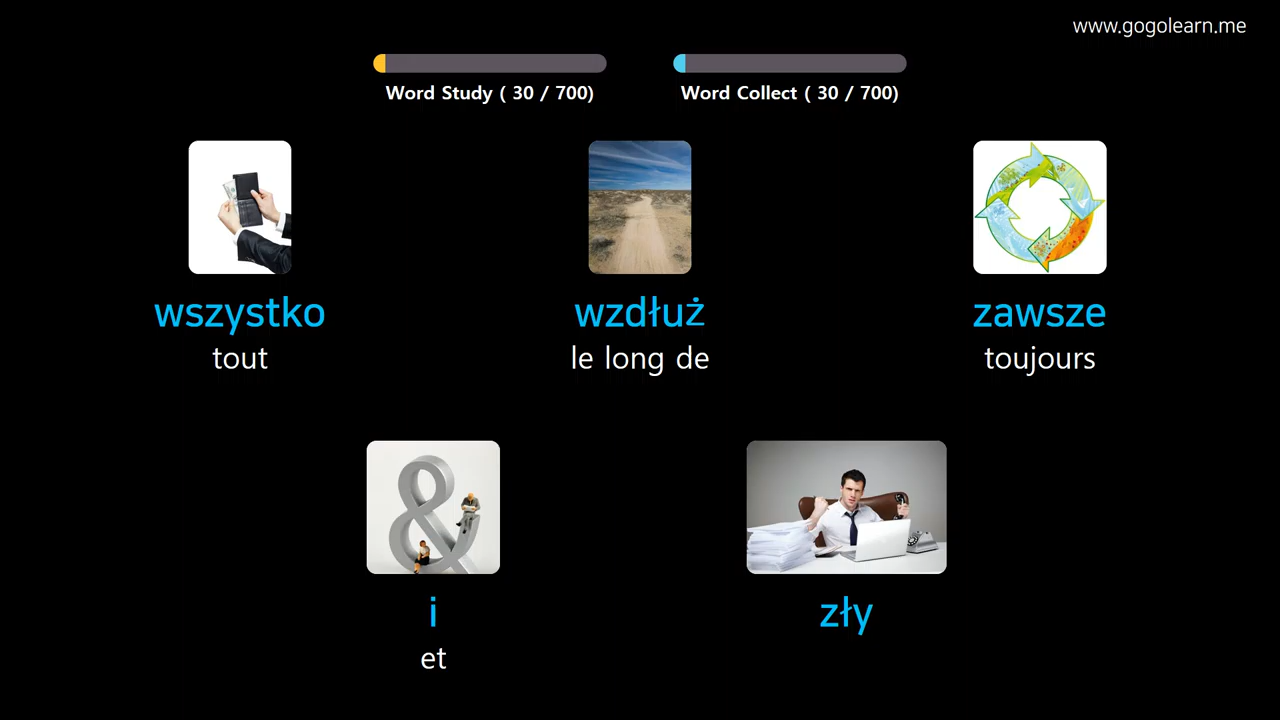 www.gogolearn.me
Word Study ( 30 / 700)
Word Collect ( 30 / 700)
wszystko
tout
wzdłuż
le long de
zawsze
toujours
i
et
zły